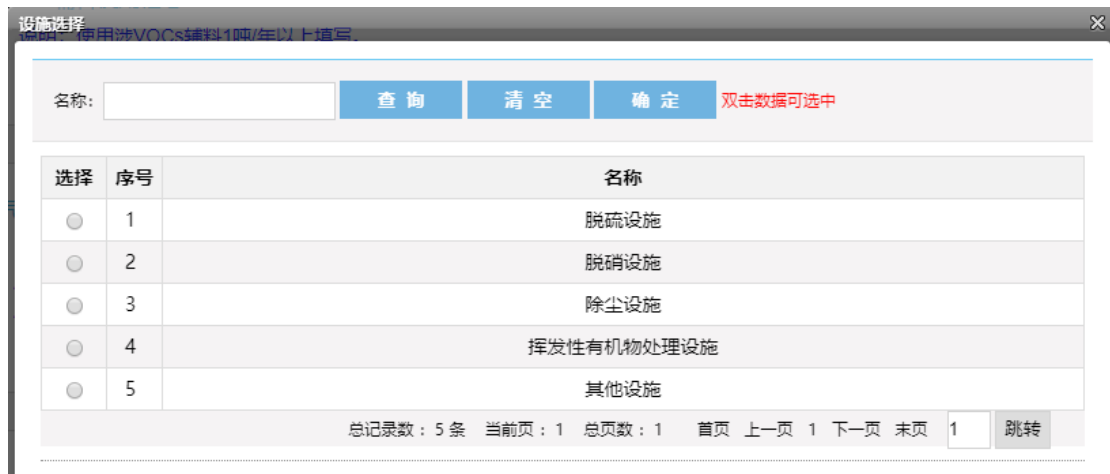 设施选择
说明：使用涉VOCs辅料1吨/年以上填写。
名称: 查 询 清 空 确 定 双击数据可选中
选择 序号 名称
1 脱硫设施
2 脱硝设施
3 除尘设施
4 挥发性有机物处理设施
5 其他设施
总记录数：5条 当前页：1 总页数：1 首页 上一页 1 下一页 末页 1 跳转